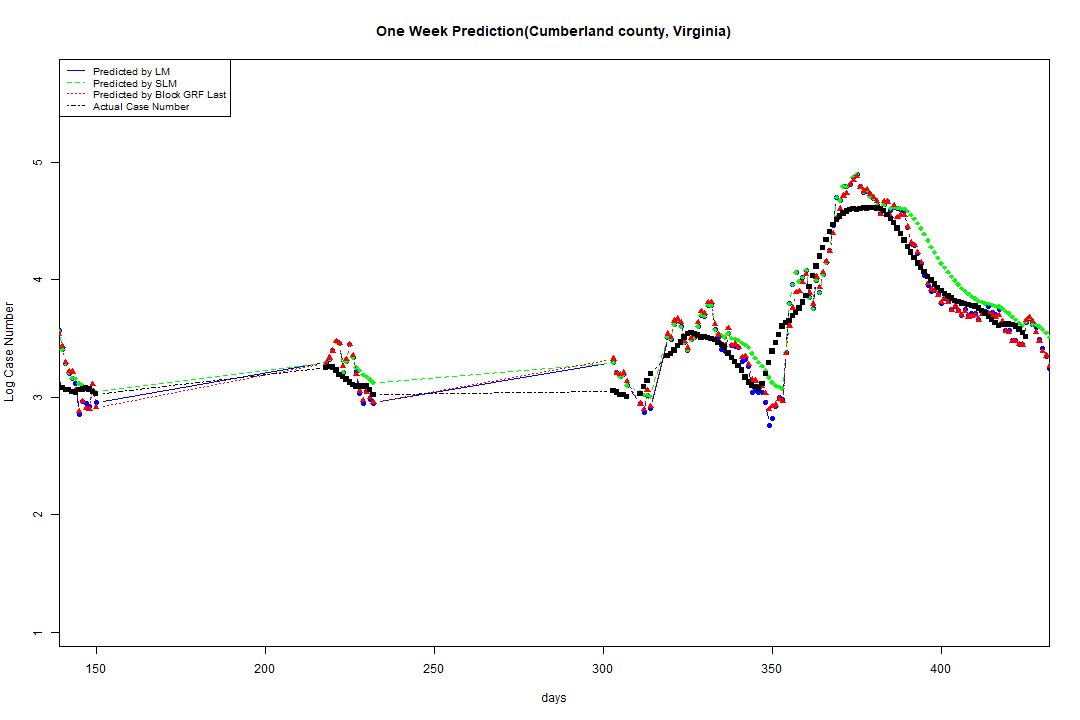 One Week Prediction(Cumberland county, Virginia)
Predicted by LM
Predicted by SLM
Predicted by Block GRF Last
Actual Case Number
Log Case Number
5
4
3
2
1
150 200 250 300 350 400
days